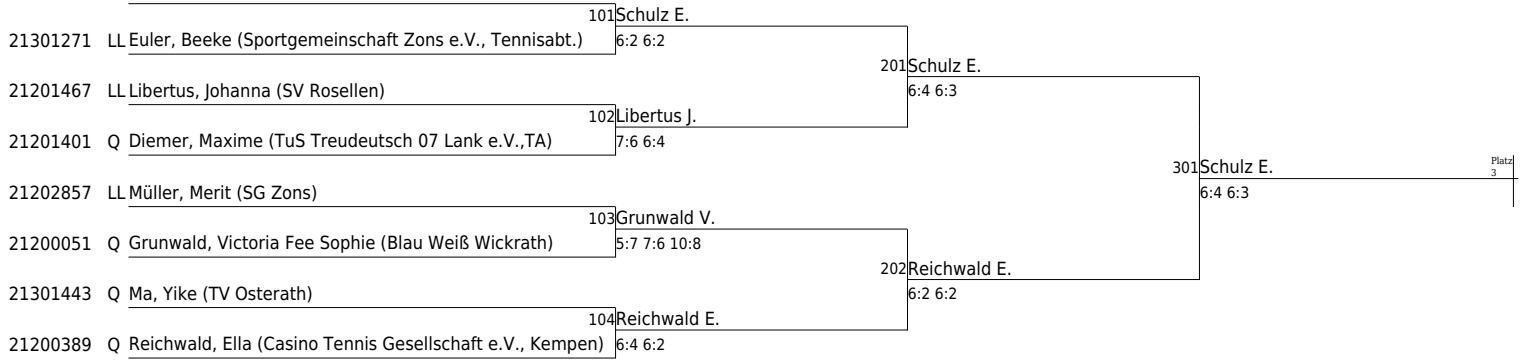 101 Schulz E.
21301271 LL Euler, Beeke (Sportgemeinschaft Zons e.V., Tennisabt.) 6:2 6:2
201 Schulz E.
21201467 LL Libertus, Johanna (SV Rosellen) 6:4 6:3
102 Libertus J.
21201401 Q Diemer, Maxime (TuS Treudeutsch 07 Lank e.V.,TA) 7:6 6:4
301 Schulz E. Platz
3
21202857 LL Müller, Merit (SG Zons) 6:4 6:3
103 Grunwald V.
21200051 Q Grunwald, Victoria Fee Sophie (Blau Weiß Wickrath) 5:7 7:6 10:8
202 Reichwald E.
21301443 Q Ma, Yike (TV Osterath) 6:2 6:2
104 Reichwald E.
21200389 Q Reichwald, Ella (Casino Tennis Gesellschaft e.V., Kempen) 6:4 6:2